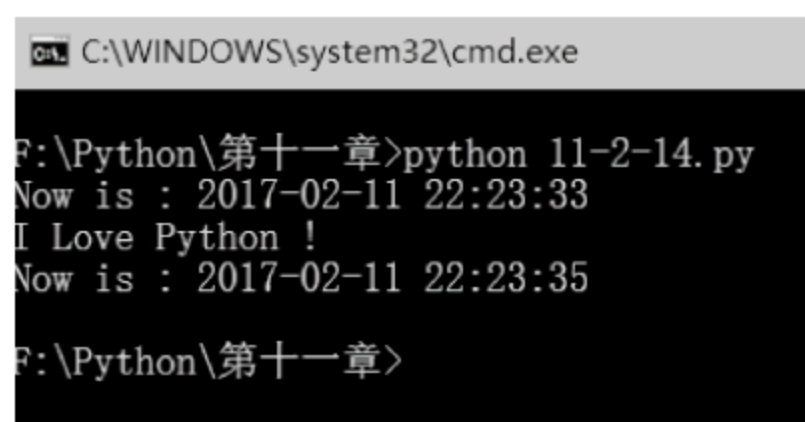 C:\WINDOWS\system32\cmd.exe
F:\Python\第十一章>python 11-2-14.py
Now is : 2017-02-11 22:23:33
I Love Python !
Now is : 2017-02-11 22:23:35
F:\Python\第十一章>